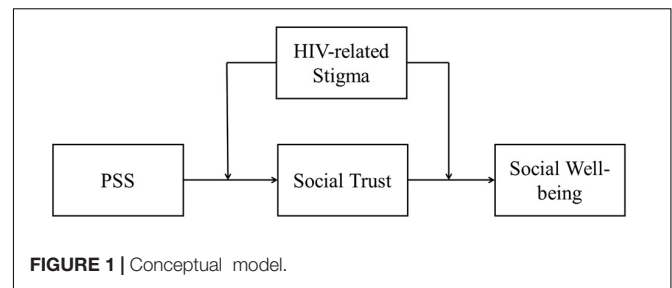 HIV-related
Stigma
PSS
Social Trust
Social Well-
being
FIGURE 1 | Conceptual model.